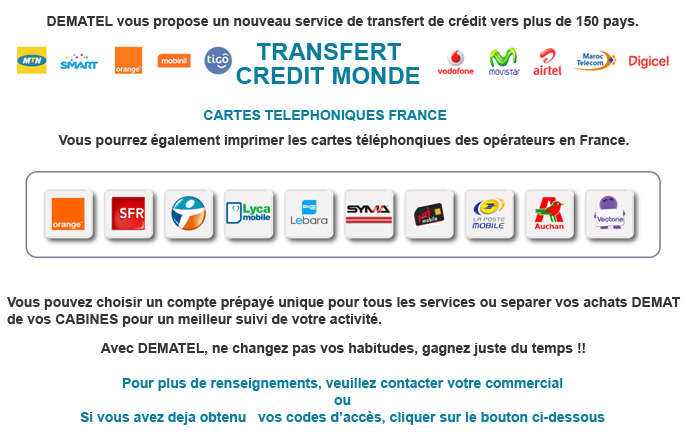 DEMATEL vous propose un nouveau service de transfert de crédit vers plus de 150 pays.
MTN SMART orange mobinil tigo TRANSFERT CREDIT MONDE vodafone movistar airtel Maroc Telecom Digicel
CARTES TELEPHONIQUES FRANCE
Vous pourrez également imprimer les cartes téléphonqiues des opérateurs en France.
orange SFR Lyca mobile Lebara SYMA mobile LA POSTE MOBILE Auchan Vectone
Vous pouvez choisir un compte prépayé unique pour tous les services ou separer vos achats DEMAT
de vos CABINES pour un meilleur suivi de votre activité.
Avec DEMATEL, ne changez pas vos habitudes, gagnez juste du temps !!
Pour plus de renseignements, veuillez contacter votre commercial
ou
Si vous avez deja obtenu vos codes d'accès, cliquer sur le bouton ci-dessous